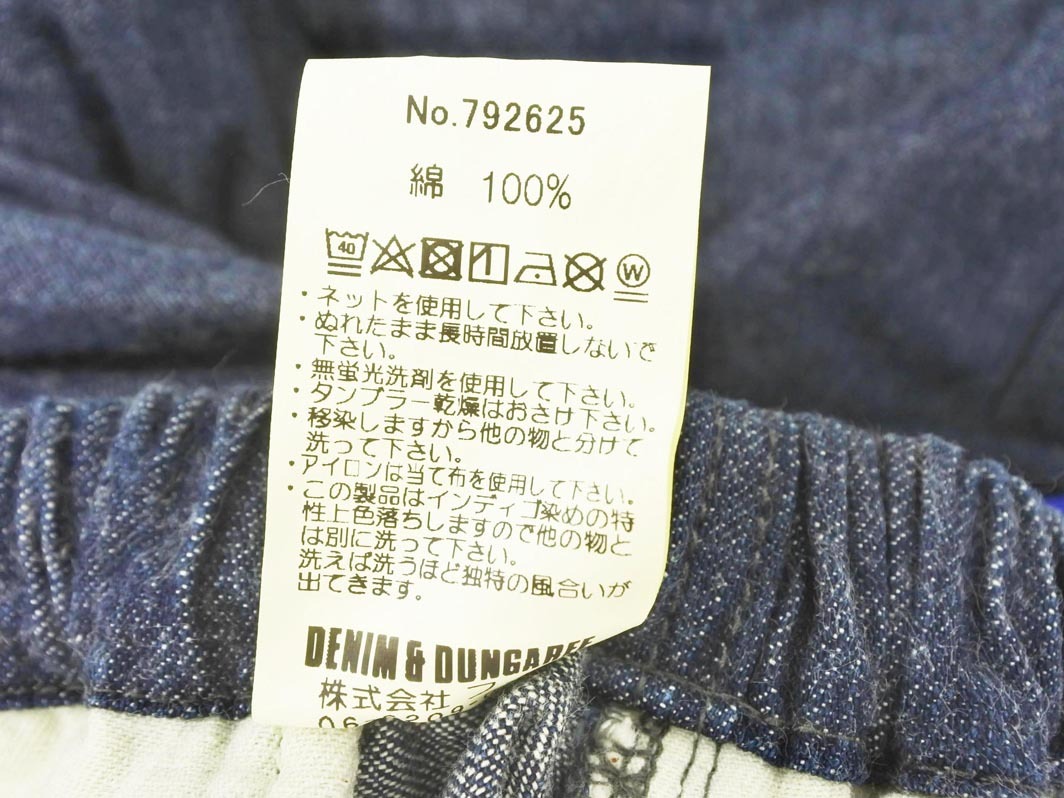 No.792625
綿 100%
40 W
・ネットを使用して下さい。
・ぬれたまま長時間放置しないで
下さい。
・無蛍光洗剤を使用して下さい。
・タンブラー乾燥はおさけ下さい。
・移染しますから他の物と分けて
洗って下さい。
・アイロンは当て布を使用して下さい。
・この製品はインディゴ染めの特
性上色落ちしますので他の物と
は別に洗って下さい。
洗えば洗うほど独特の風合いが
出てきます。
DENIM & DUNGAREE
株式会社